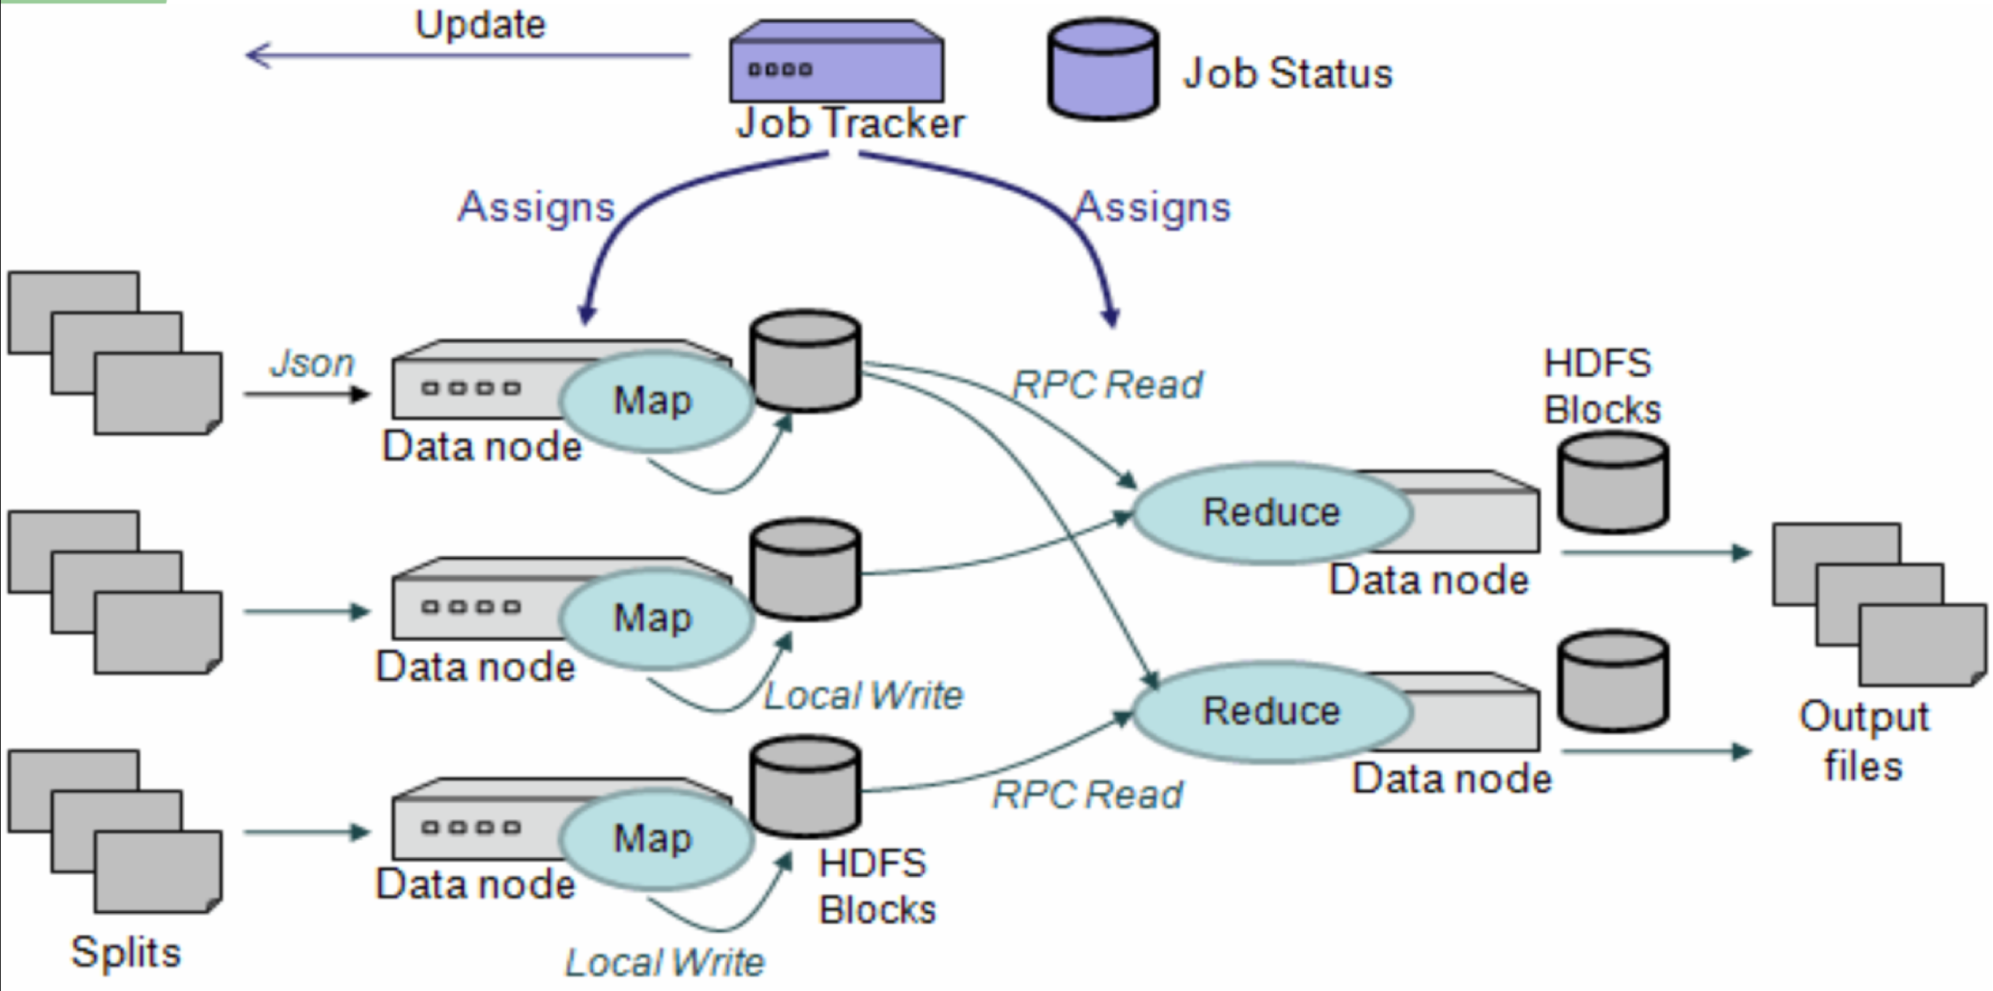 Update
Job Tracker
Job Status
Assigns
Assigns
Json
Map
Data node
RPC Read
HDFS
Blocks
Reduce
Data node
Map
Data node
Local Write
Reduce
Data node
Output
files
RPC Read
Map
Data node
HDFS
Blocks
Splits
Local Write